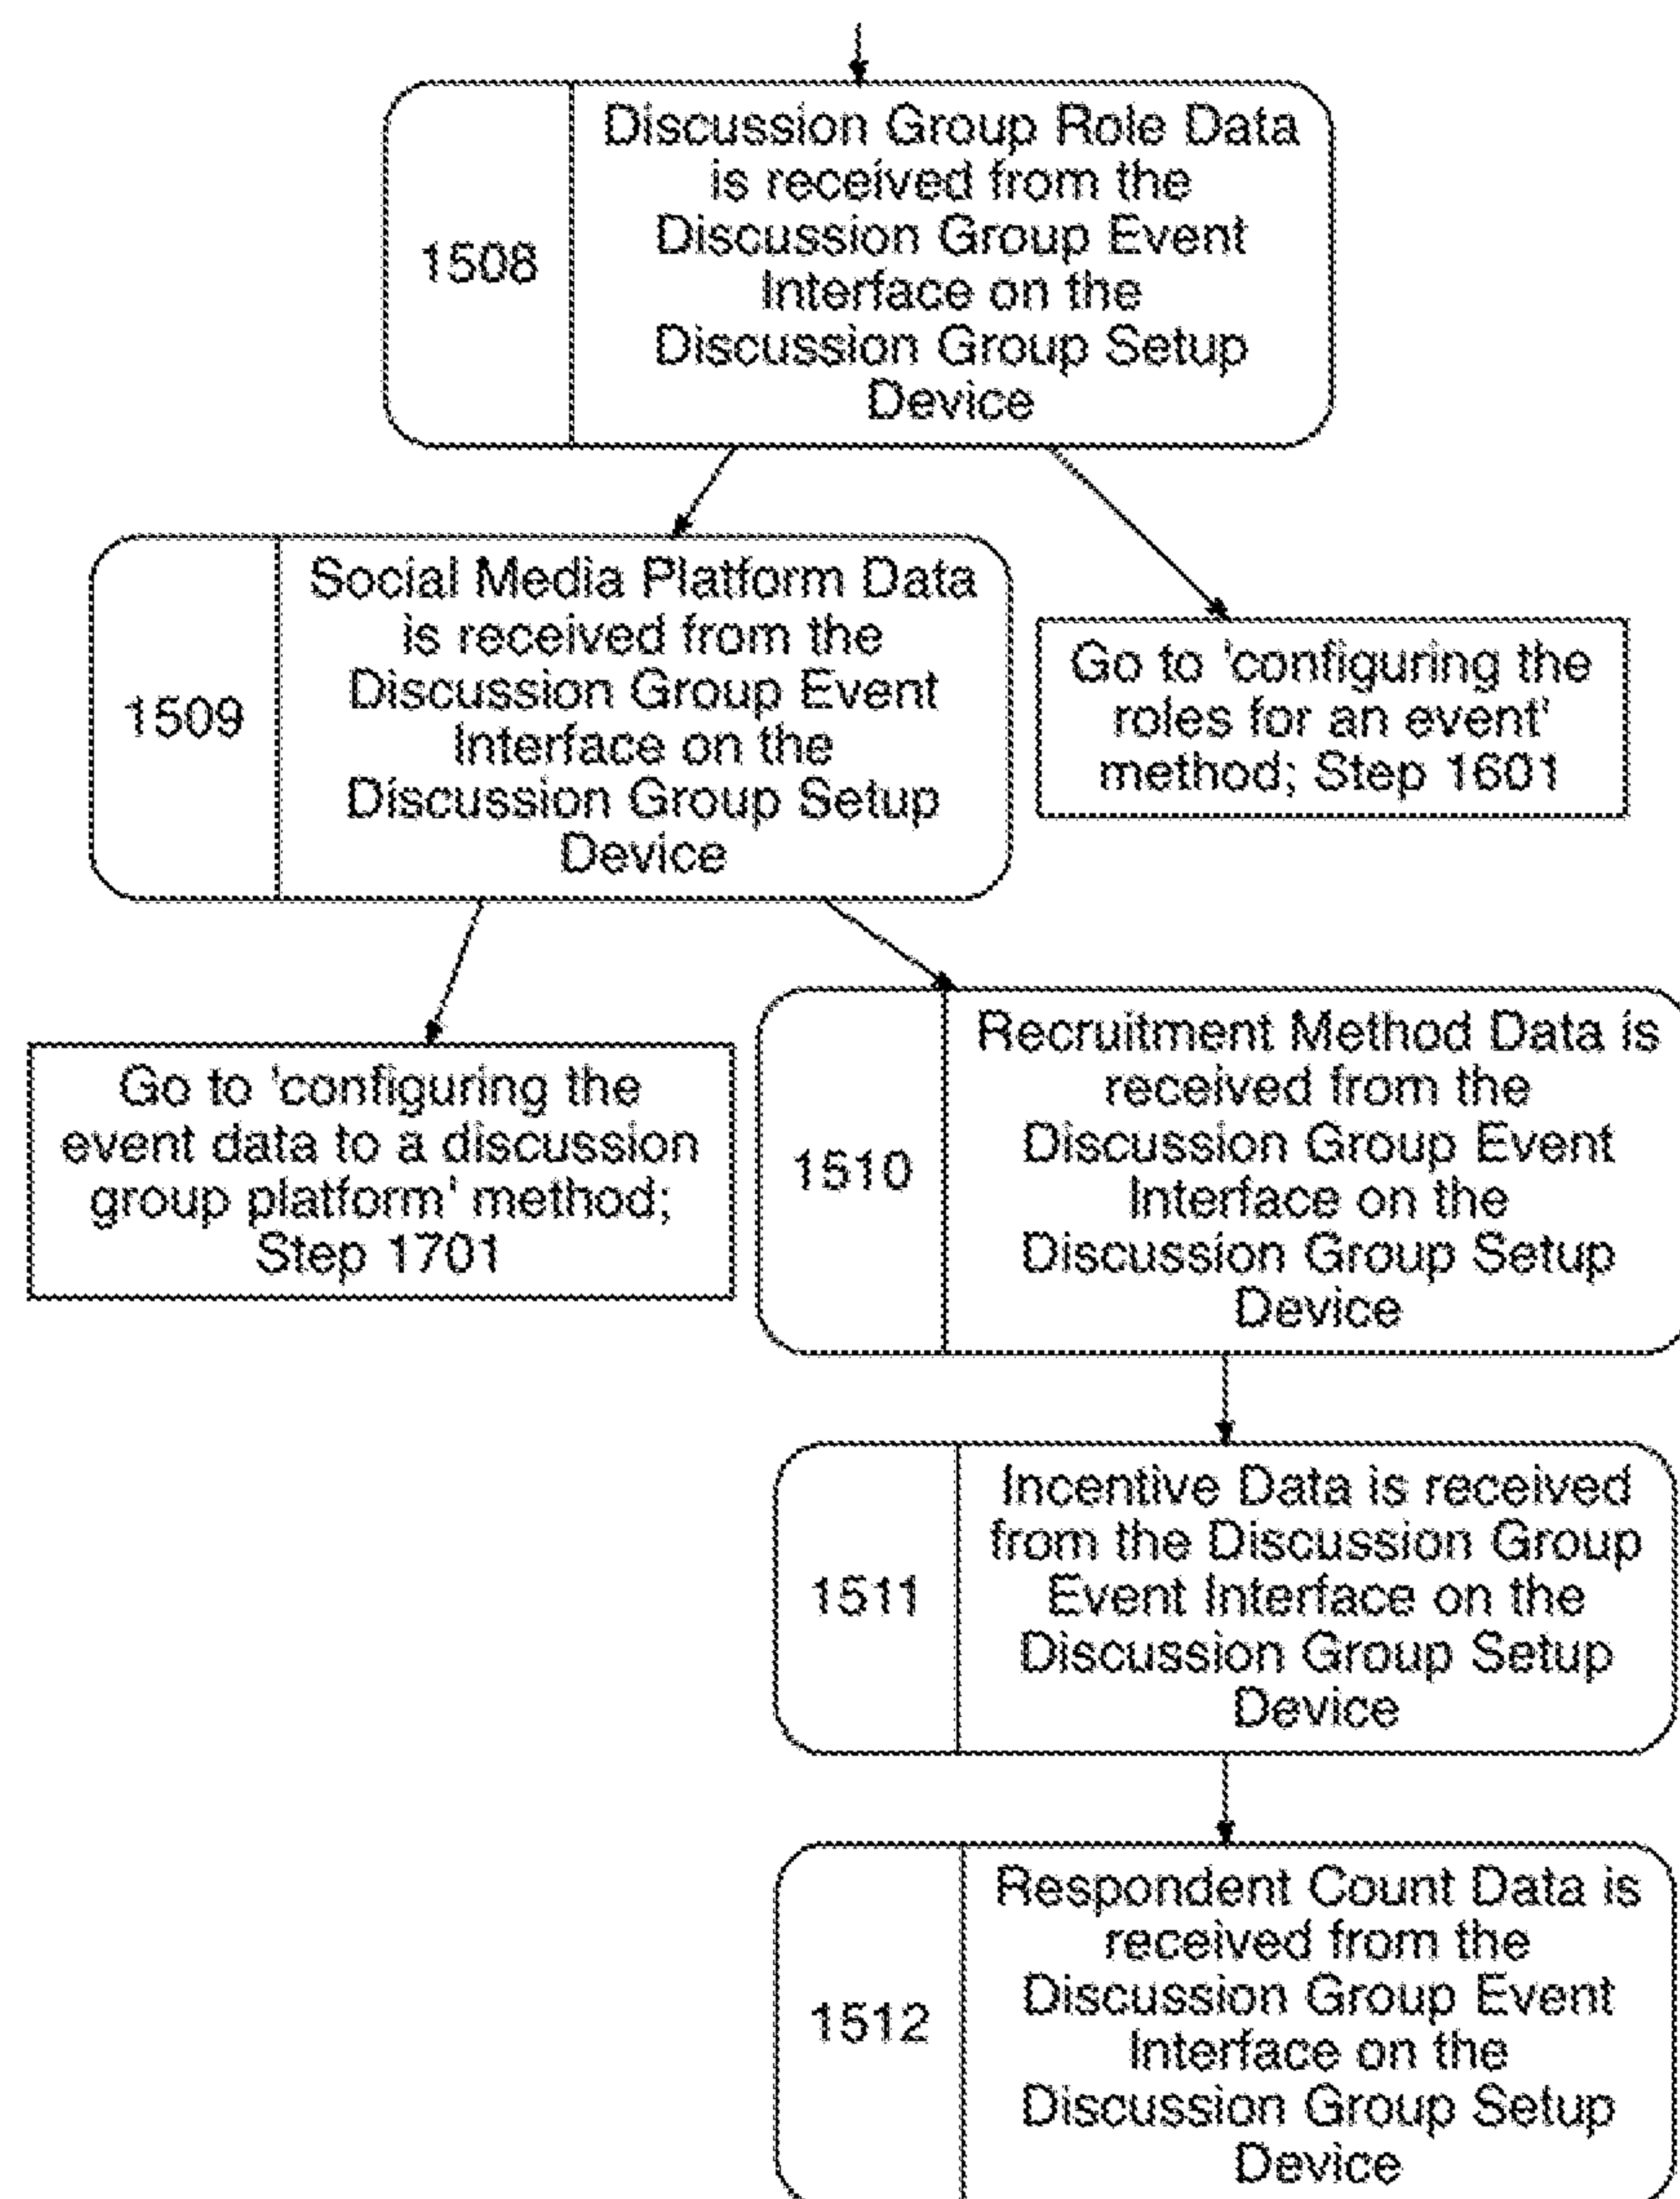 1508
Discussion Group Role Data
is received from the
Discussion Group Event
Interface on the
Discussion Group Setup
Device
1509
Social Media Platform Data
is received from the
Discussion Group Event
Interface on the
Discussion Group Setup
Device
Go to 'configuring the
roles for an event'
method; Step 1601
Go to 'configuring the
event data to a discussion
group platform' method;
Step 1701
1510
Recruitment Method Data is
received from the
Discussion Group Event
Interface on the
Discussion Group Setup
Device
1511
Incentive Data is received
from the Discussion Group
Event Interface on the
Discussion Group Setup
Device
1512
Respondent Count Data is
received from the
Discussion Group Event
Interface on the
Discussion Group Setup
Device